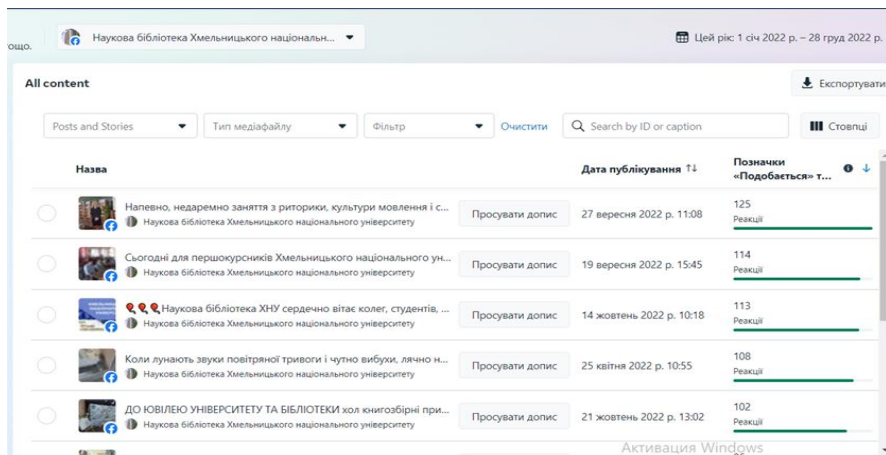 ощо.
Наукова бібліотека Хмельницького національн...
Цей рік: 1 січ 2022 р. – 28 груд 2022 р.
All content
Експортувати
Posts and Stories
Тип медіафайлу
Фільтр
Очистити
Search by ID or caption
Стовпці
Назва
Дата публікування
Позначки «Подобається» т...
Напевно, недаремно заняття з риторики, культури мовлення і с...
Наукова бібліотека Хмельницького національного університету
Просувати допис
27 вересня 2022 р. 11:08
125
Реакції
Сьогодні для першокурсників Хмельницького національного ун...
Наукова бібліотека Хмельницького національного університету
Просувати допис
19 вересня 2022 р. 15:45
114
Реакції
Наукова бібліотека ХНУ сердечно вітає колег, студентів, ...
Наукова бібліотека Хмельницького національного університету
Просувати допис
14 жовтень 2022 р. 10:18
113
Реакції
Коли лунають звуки повітряної тривоги і чутно вибухи, лячно н...
Наукова бібліотека Хмельницького національного університету
Просувати допис
25 квітня 2022 р. 10:55
108
Реакції
ДО ЮВІЛЕЮ УНІВЕРСИТЕТУ ТА БІБЛІОТЕКИ хол книгозбірні при...
Наукова бібліотека Хмельницького національного університету
Просувати допис
21 жовтень 2022 р. 13:02
102
Реакції
Активация Windows